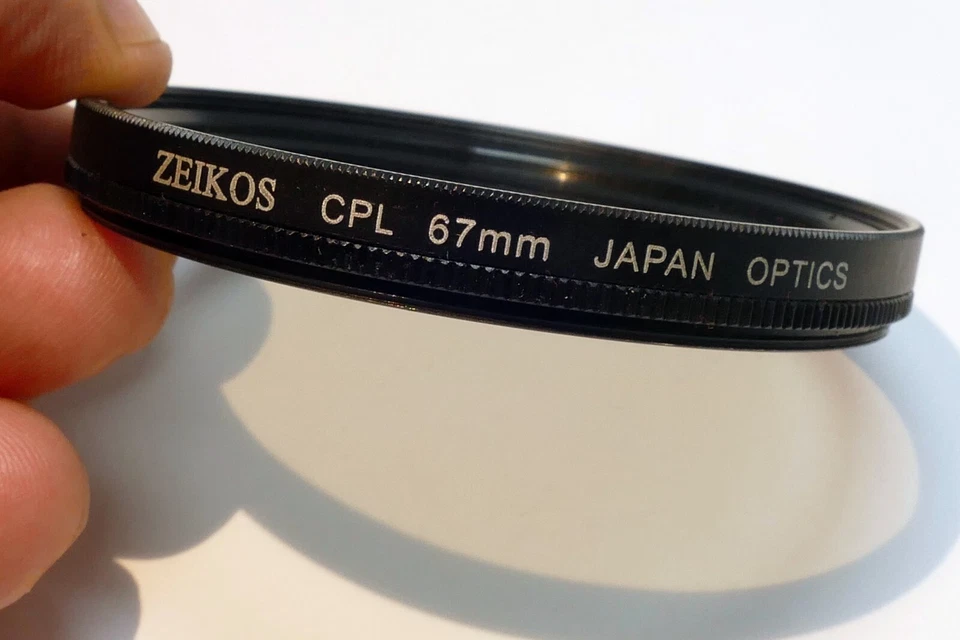 ZEIKOS CPL 67mm JAPAN OPTICS